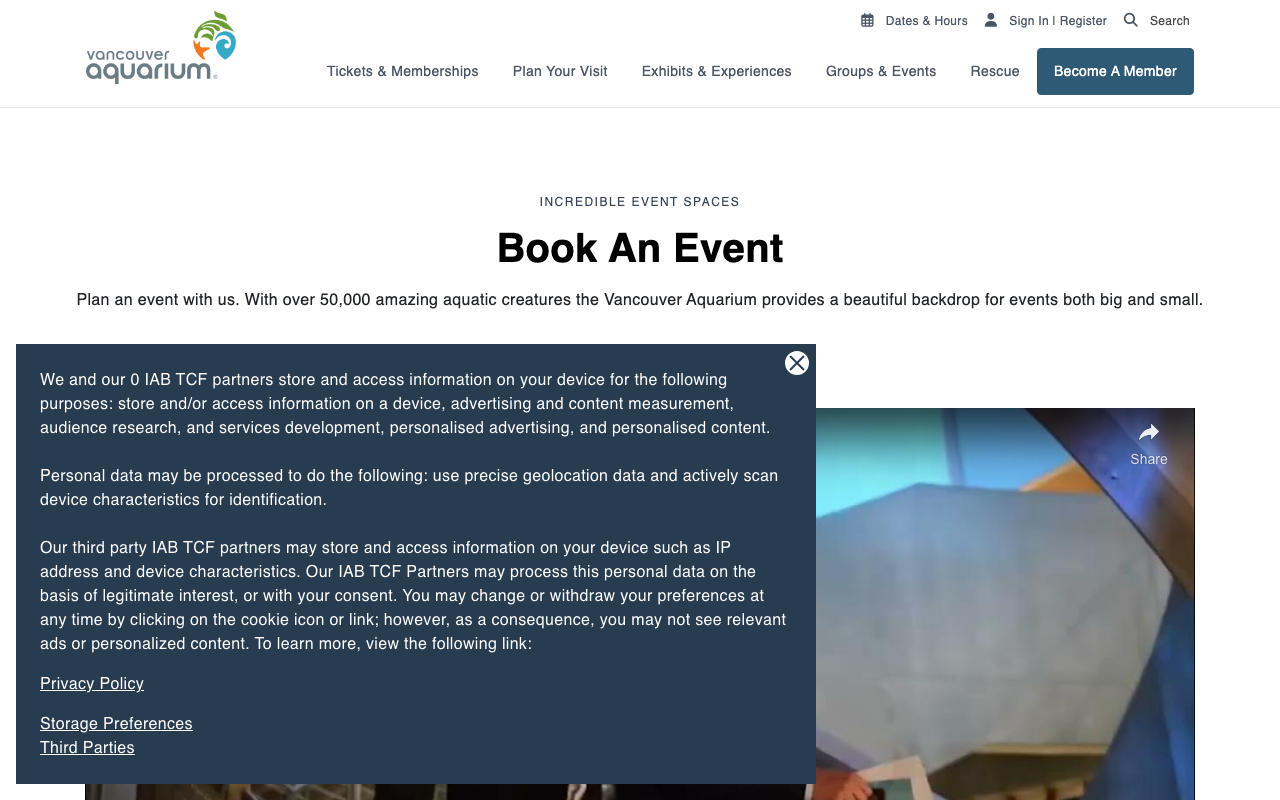 Dates & Hours
Sign In | Register
Search
vancouver
aquarium
Tickets & Memberships
Plan Your Visit
Exhibits & Experiences
Groups & Events
Rescue
Become A Member
INCREDIBLE EVENT SPACES
Book An Event
Plan an event with us. With over 50,000 amazing aquatic creatures the Vancouver Aquarium provides a beautiful backdrop for events both big and small.
We and our 0 IAB TCF partners store and access information on your device for the following
purposes: store and/or access information on a device, advertising and content measurement,
audience research, and services development, personalised advertising, and personalised content.
Personal data may be processed to do the following: use precise geolocation data and actively scan
device characteristics for identification.
Our third party IAB TCF partners may store and access information on your device such as IP
address and device characteristics. Our IAB TCF Partners may process this personal data on the
basis of legitimate interest, or with your consent. You may change or withdraw your preferences at
any time by clicking on the cookie icon or link; however, as a consequence, you may not see relevant
ads or personalized content. To learn more, view the following link:
Privacy Policy
Storage Preferences
Third Parties
Share